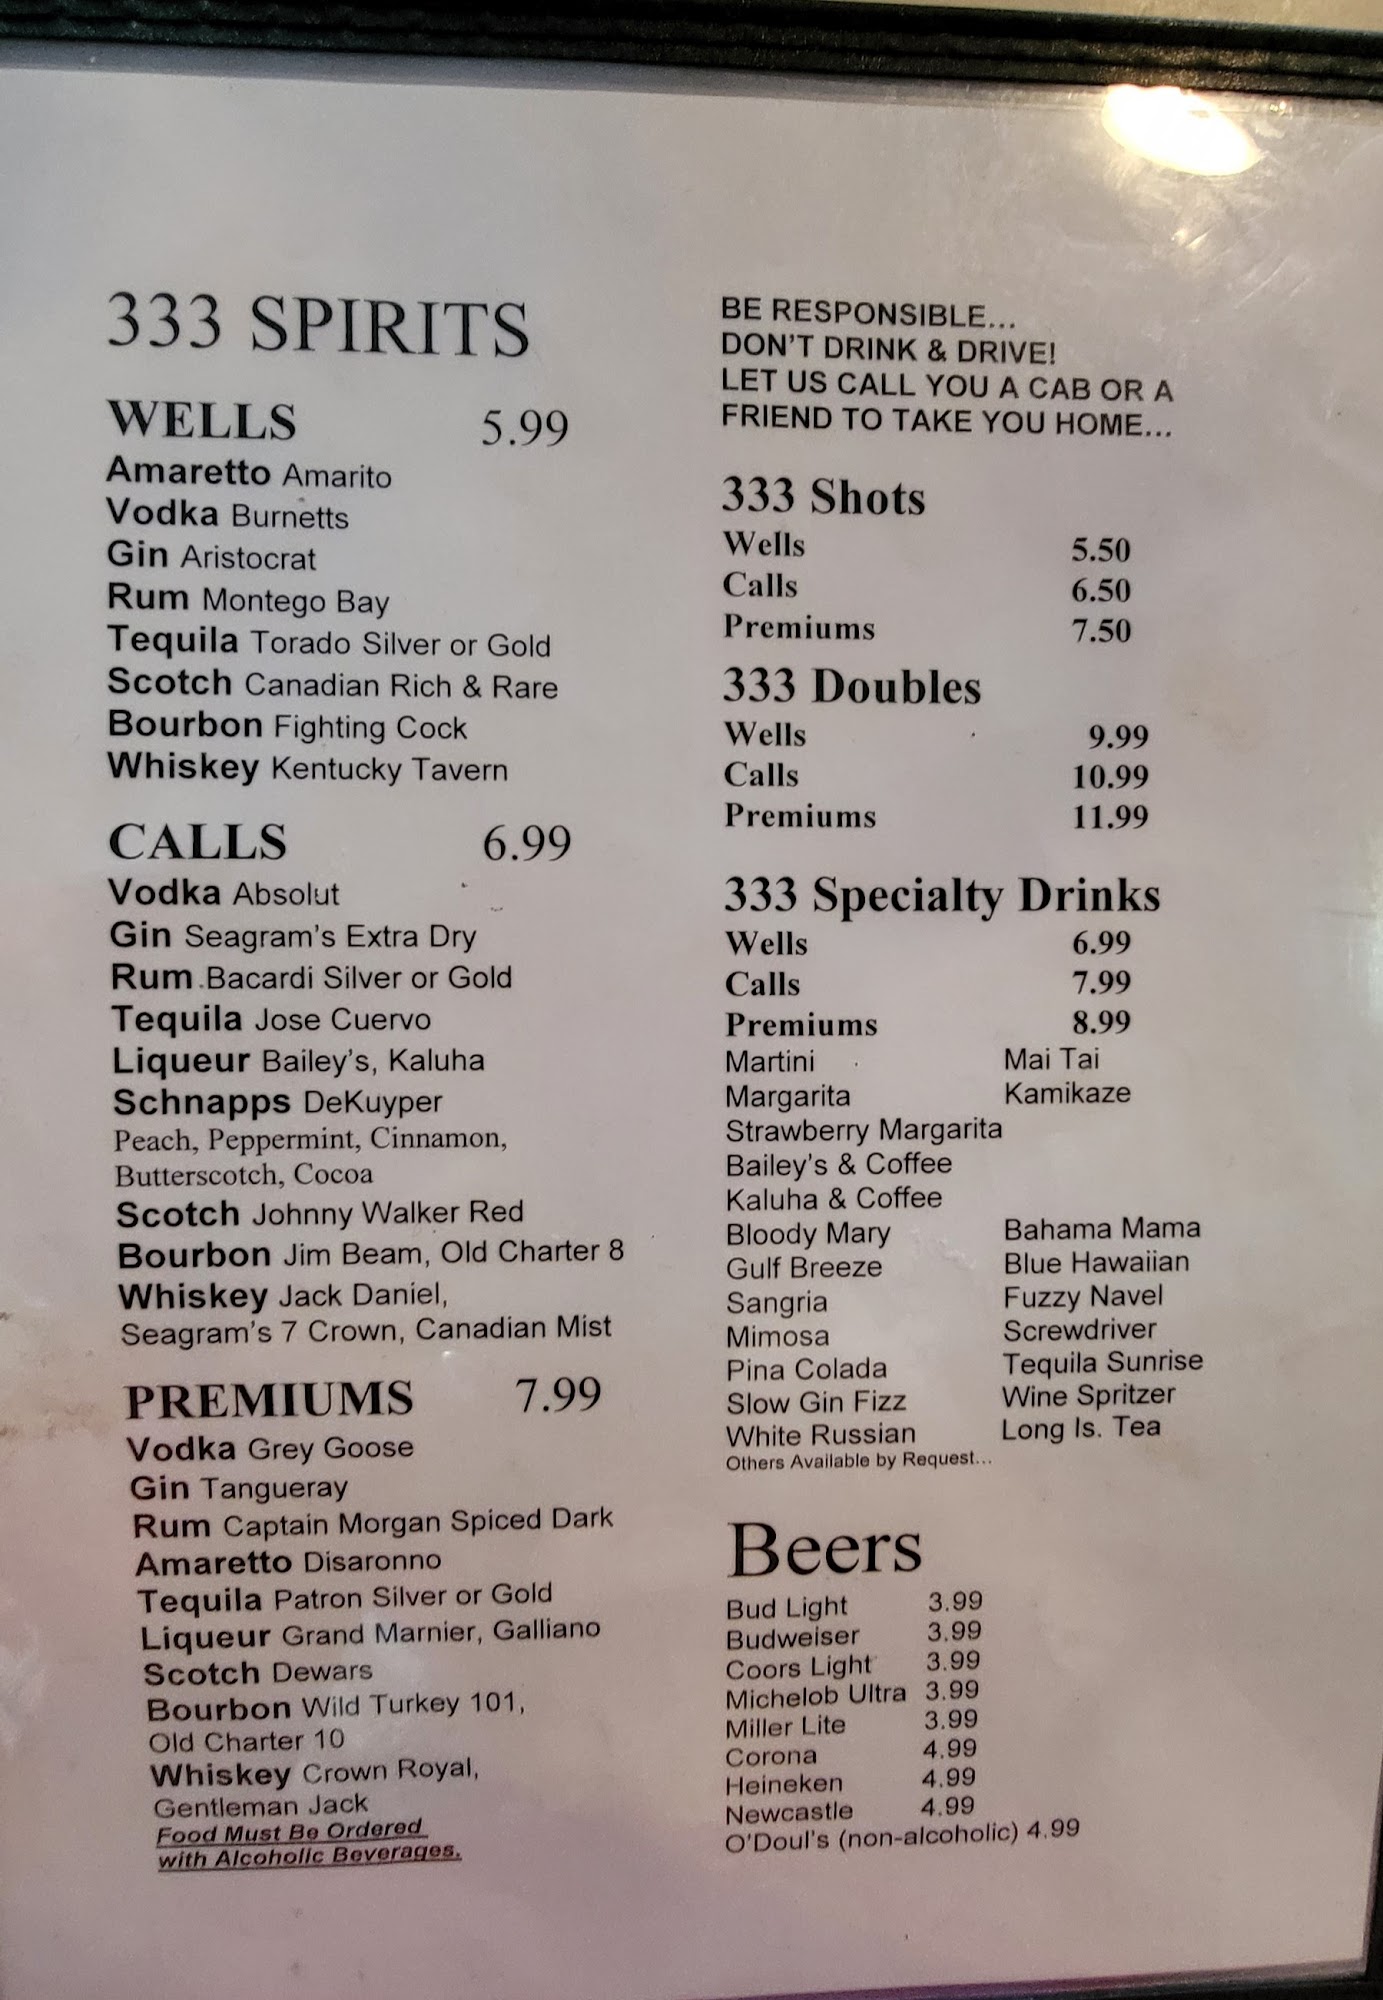 333 SPIRITS
WELLS 5.99
Amaretto Amarito
Vodka Burnetts
Gin Aristocrat
Rum Montego Bay
Tequila Torado Silver or Gold
Scotch Canadian Rich & Rare
Bourbon Fighting Cock
Whiskey Kentucky Tavern
CALLS 6.99
Vodka Absolut
Gin Seagram's Extra Dry
Rum Bacardi Silver or Gold
Tequila Jose Cuervo
Liqueur Bailey's, Kaluha
Schnapps DeKuyper
Peach, Peppermint, Cinnamon,
Butterscotch, Cocoa
Scotch Johnny Walker Red
Bourbon Jim Beam, Old Charter 8
Whiskey Jack Daniel,
Seagram's 7 Crown, Canadian Mist
PREMIUMS 7.99
Vodka Grey Goose
Gin Tangueray
Rum Captain Morgan Spiced Dark
Amaretto Disaronno
Tequila Patron Silver or Gold
Liqueur Grand Marnier, Galliano
Scotch Dewars
Bourbon Wild Turkey 101,
Old Charter 10
Whiskey Crown Royal,
Gentleman Jack
Food Must Be Ordered
with Alcoholic Beverages.
BE RESPONSIBLE...
DON'T DRINK & DRIVE!
LET US CALL YOU A CAB OR A
FRIEND TO TAKE YOU HOME...
333 Shots
Wells 5.50
Calls 6.50
Premiums 7.50
333 Doubles
Wells 9.99
Calls 10.99
Premiums 11.99
333 Specialty Drinks
Wells 6.99
Calls 7.99
Premiums 8.99
Martini Mai Tai
Margarita Kamikaze
Strawberry Margarita
Bailey's & Coffee
Kaluha & Coffee
Bloody Mary Bahama Mama
Gulf Breeze Blue Hawaiian
Sangria Fuzzy Navel
Mimosa Screwdriver
Pina Colada Tequila Sunrise
Slow Gin Fizz Wine Spritzer
White Russian Long Is. Tea
Others Available by Request...
Beers
Bud Light 3.99
Budweiser 3.99
Coors Light 3.99
Michelob Ultra 3.99
Miller Lite 3.99
Corona 4.99
Heineken 4.99
Newcastle 4.99
O'Doul's (non-alcoholic) 4.99